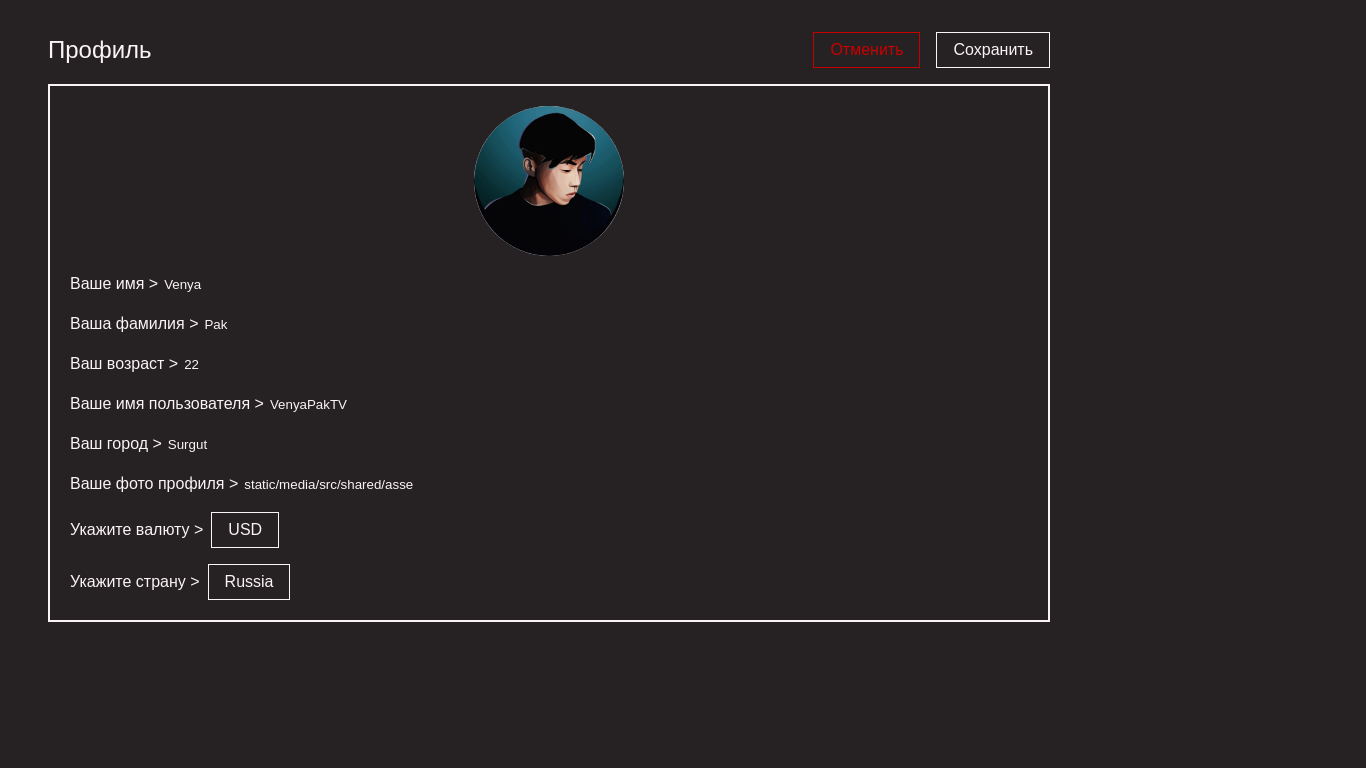 Профиль
Отменить Сохранить
Ваше имя > Venya
Ваша фамилия > Pak
Ваш возраст > 22
Ваше имя пользователя > VenyaPakTV
Ваш город > Surgut
Ваше фото профиля > static/media/src/shared/asse
Укажите валюту > USD
Укажите страну > Russia